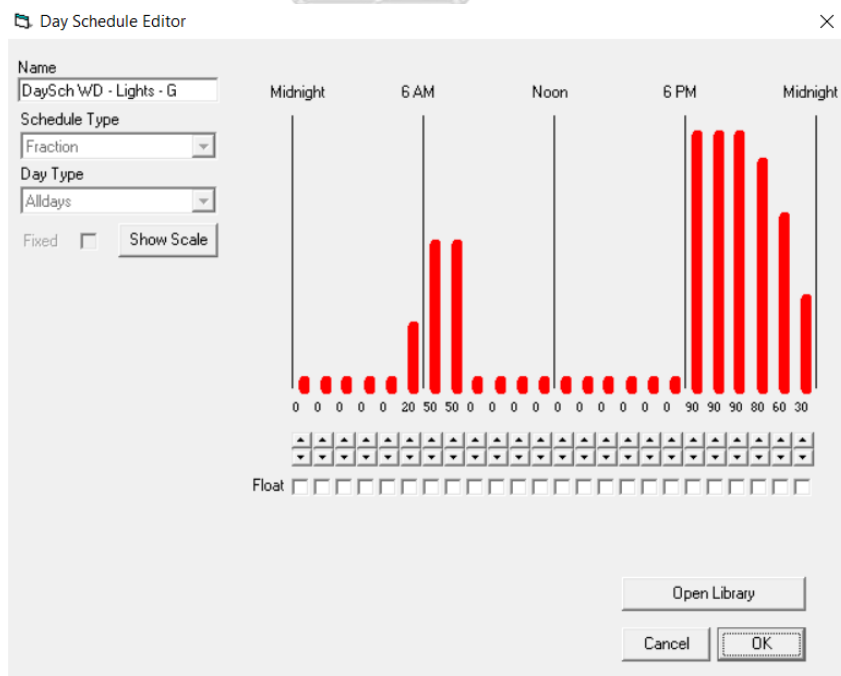 Day Schedule Editor
Name
DaySch WD - Lights - G
Schedule Type
Fraction
Day Type
Alldays
Fixed
Show Scale
Midnight 6 AM Noon 6 PM Midnight
0 0 0 0 0 20 50 50 0 0 0 0 0 0 0 0 0 0 90 90 90 80 60 30
Float
Open Library
Cancel OK